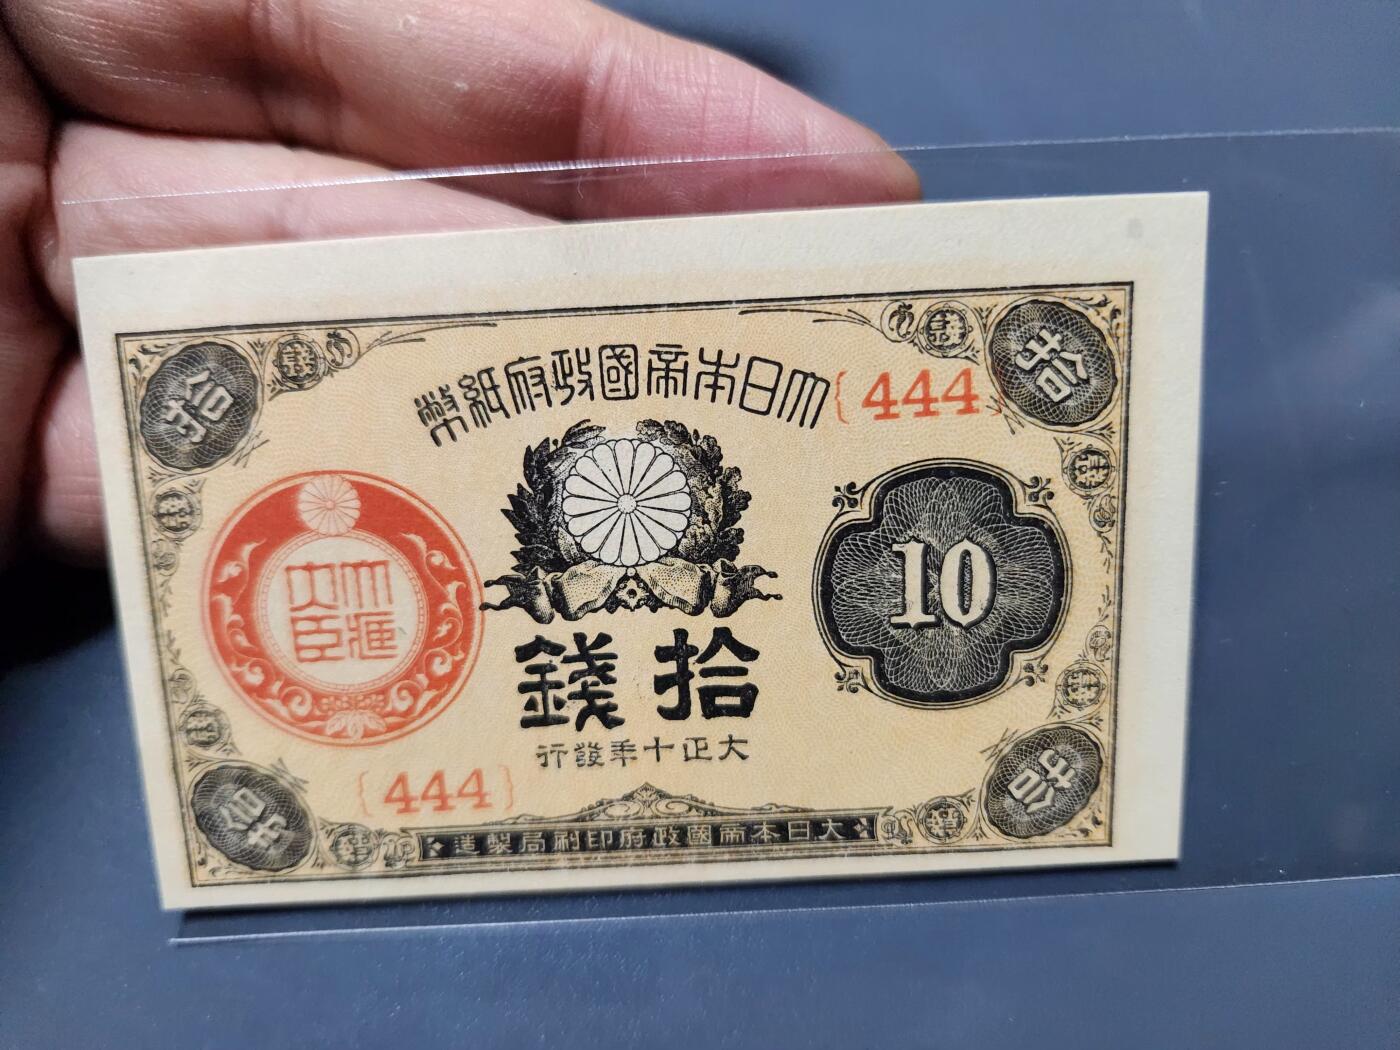 大日本帝國政府紙幣
{444}
拾
錢
錢
拾
大藏
大臣
10
拾錢
大正十年發行
{444}
拾
大日本帝國政府印刷局製造
拾